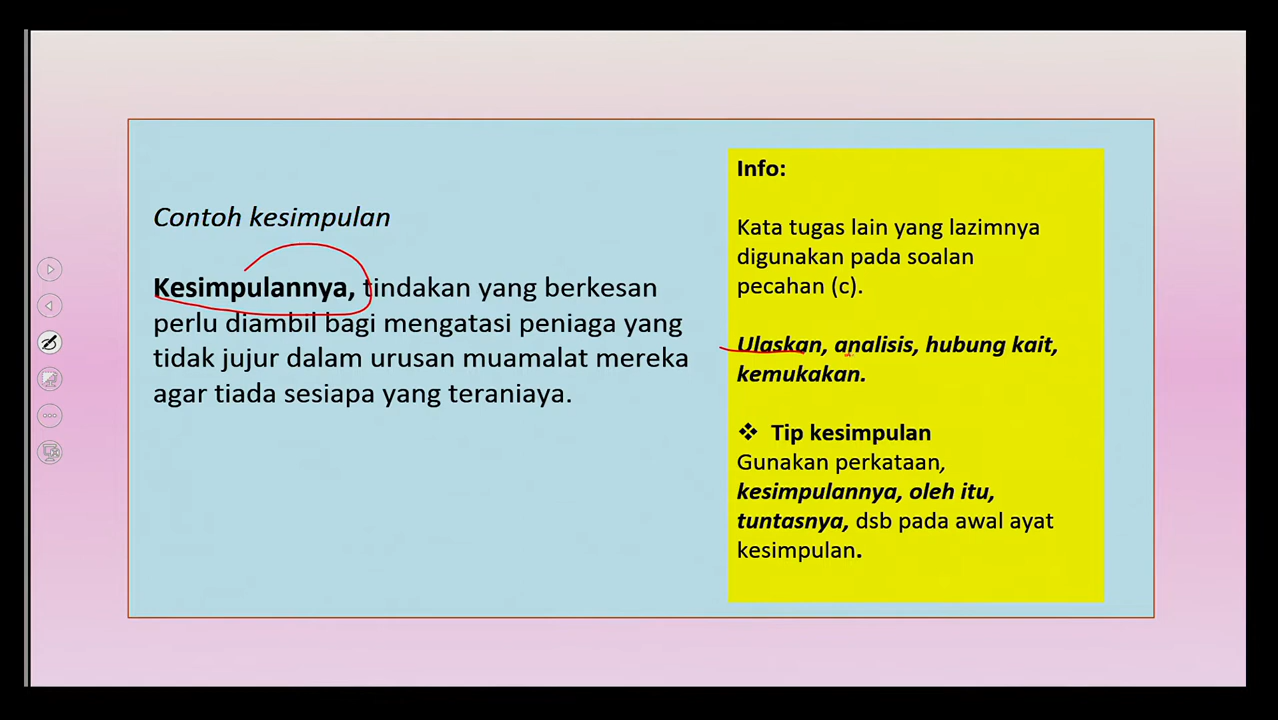 Contoh kesimpulan
Kesimpulannya, tindakan yang berkesan
perlu diambil bagi mengatasi peniaga yang
tidak jujur dalam urusan muamalat mereka
agar tiada sesiapa yang teraniaya.
Info:
Kata tugas lain yang lazimnya
digunakan pada soalan
pecahan (c).
Ulaskan, analisis, hubung kait,
kemukakan.
❖ Tip kesimpulan
Gunakan perkataan,
kesimpulannya, oleh itu,
tuntasnya, dsb pada awal ayat
kesimpulan.